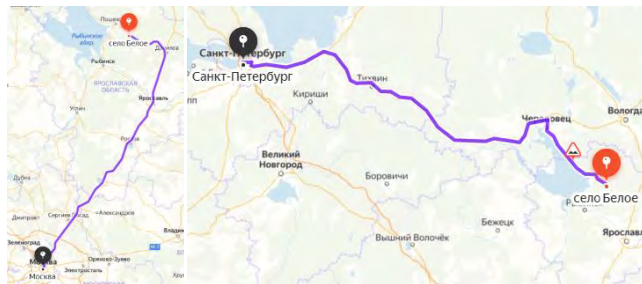 Пошехо
село Белое
Рыбинское
вдхр.
Данилов
Рыбинск
ЯРОСЛАВСКАЯ
ОБЛАСТЬ
Углич
Ярославль
Ростов
Дубна
Дмитров
Сергиев Посад
Александров
Зеленоград
Москва
Москва
Орехово-Зуево
Электросталь
Санкт-Петербург
Санкт-Петербург
Тихвин
Кириши
Череповец
Вологда
Великий
Новгород
Боровичи
село Белое
Бежецк
Ярославль
Вышний Волочёк